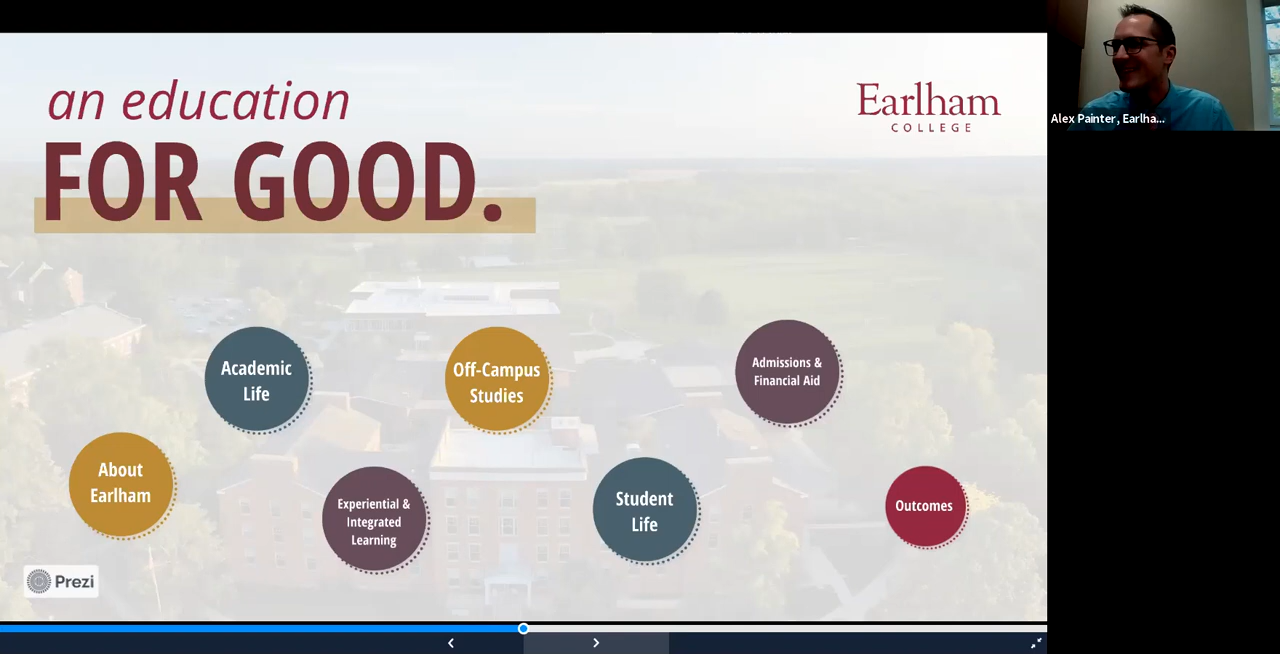 an education
FOR GOOD.
Earlham
COLLEGE
Alex Painter, Earlha...
Academic
Life
Off-Campus
Studies
Admissions &
Financial Aid
About
Earlham
Experiential &
Integrated
Learning
Student
Life
Outcomes
Prezi